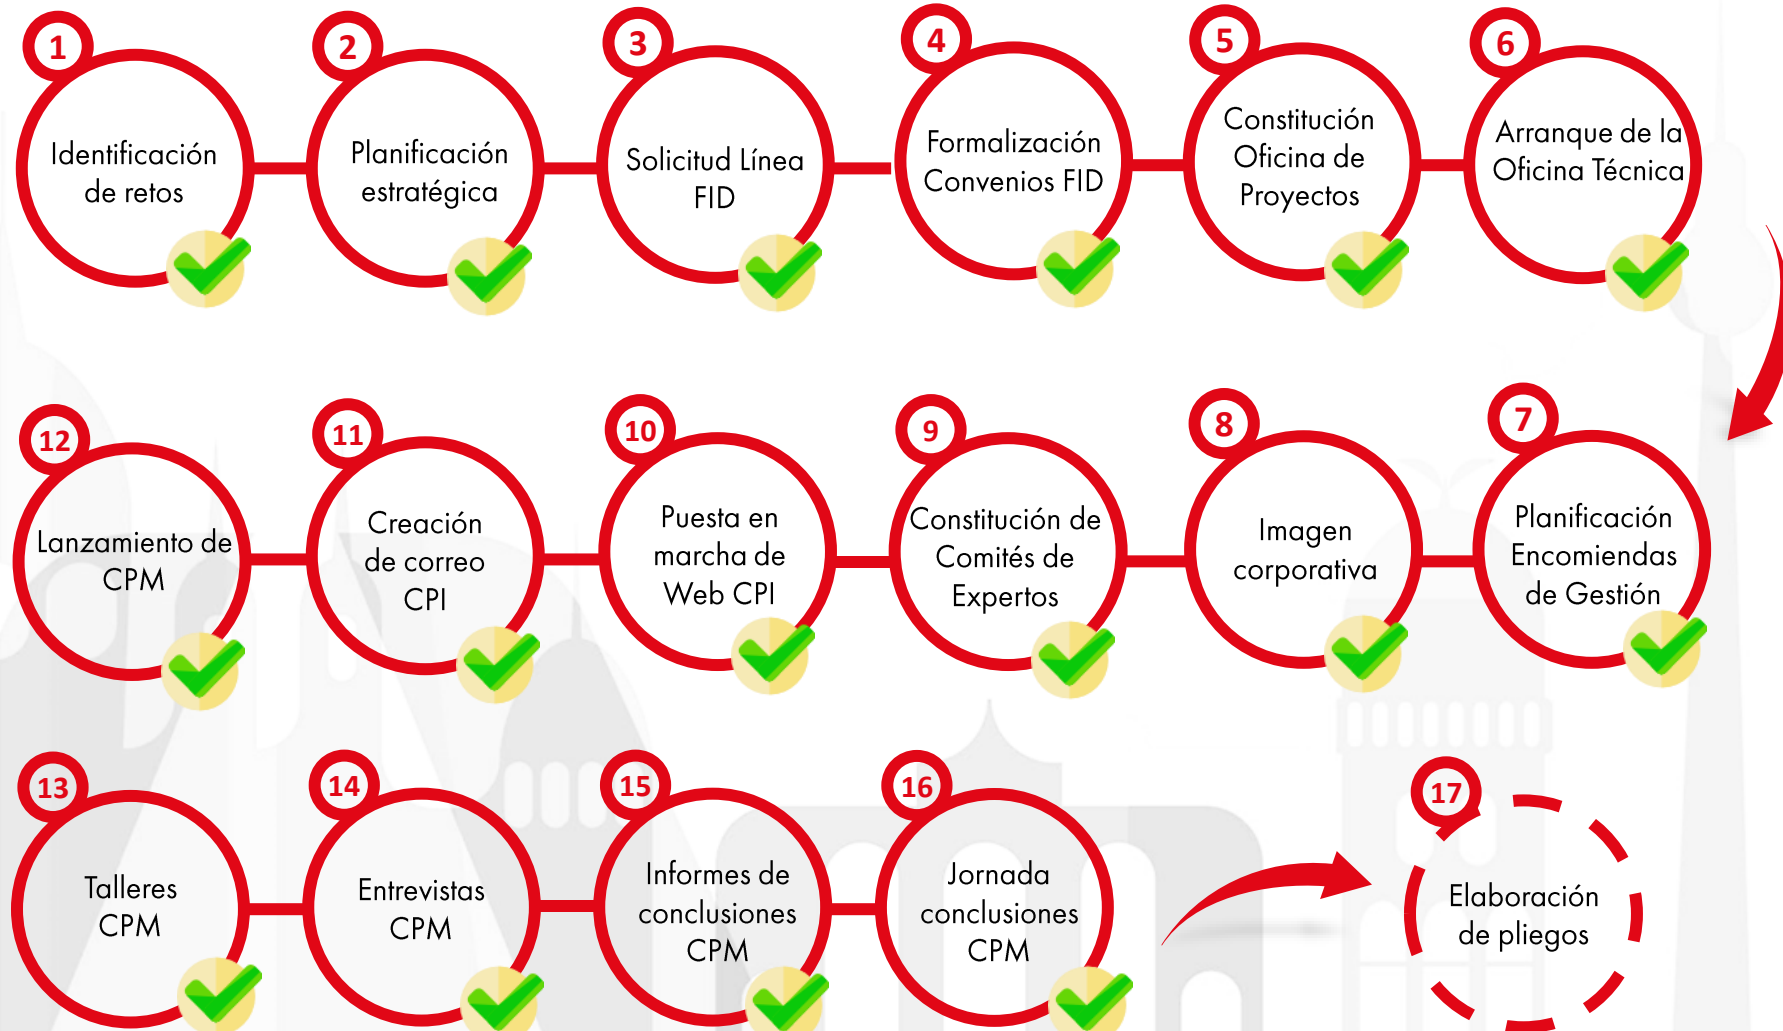 1
Identificación
de retos
2
Planificación
estratégica
3
Solicitud Línea
FID
4
Formalización
Convenios FID
5
Constitución
Oficina de
Proyectos
6
Arranque de la
Oficina Técnica
7
Planificación
Encomiendas
de Gestión
8
Imagen
corporativa
9
Constitución de
Comités de
Expertos
10
Puesta en
marcha de
Web CPI
11
Creación
de correo
CPI
12
Lanzamiento de
CPM
13
Talleres
CPM
14
Entrevistas
CPM
15
Informes de
conclusiones
CPM
16
Jornada
conclusiones
CPM
17
Elaboración
de pliegos